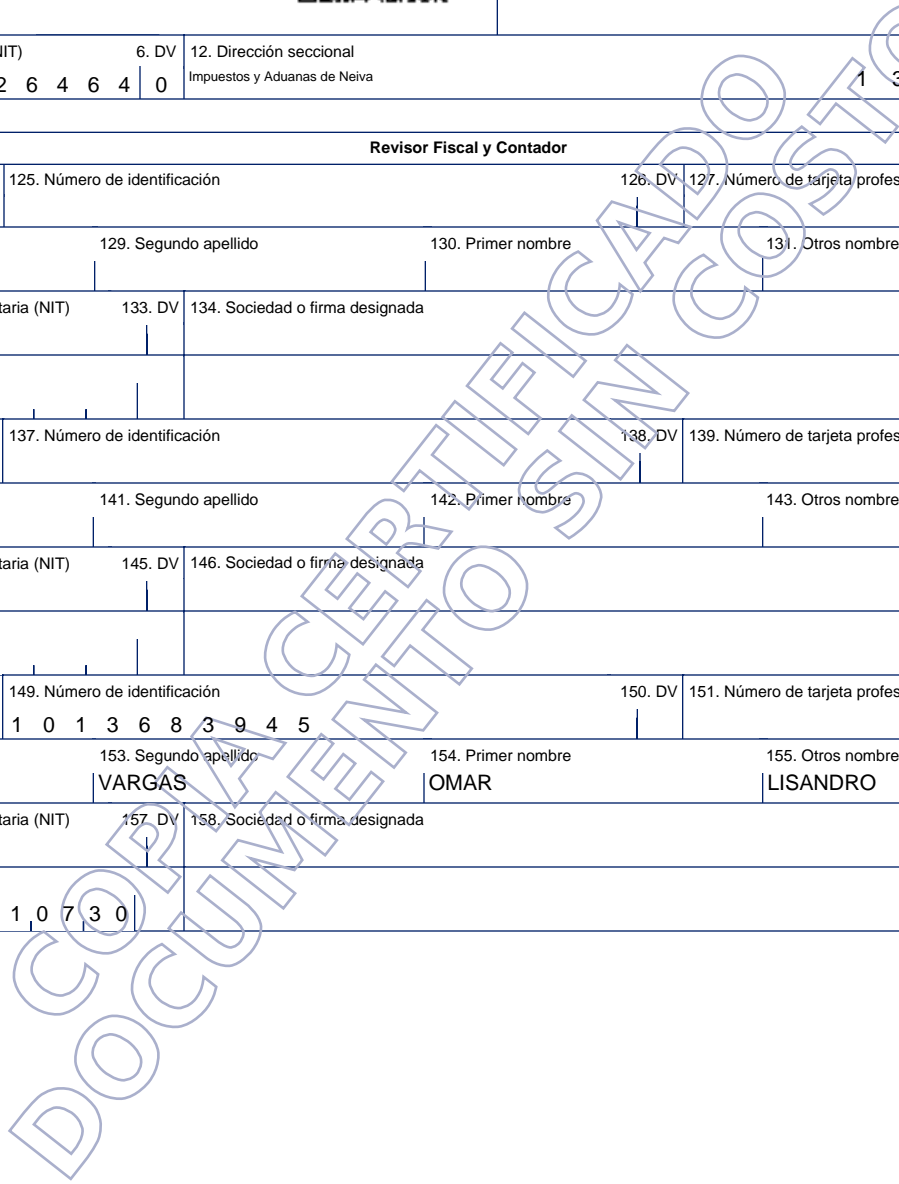 NIT) 6. DV 12. Dirección seccional
2 6 4 6 4 0 Impuestos y Aduanas de Neiva 1 3
Revisor Fiscal y Contador
125. Número de identificación 126. DV 127. Número de tarjeta profes
129. Segundo apellido 130. Primer nombre 131. Otros nombre
taria (NIT) 133. DV 134. Sociedad o firma designada
137. Número de identificación 138. DV 139. Número de tarjeta profes
141. Segundo apellido 142. Primer nombre 143. Otros nombre
taria (NIT) 145. DV 146. Sociedad o firma designada
149. Número de identificación 150. DV 151. Número de tarjeta profes
1 0 1 3 6 8 3 9 4 5
153. Segundo apellido 154. Primer nombre 155. Otros nombre
VARGAS OMAR LISANDRO
taria (NIT) 157. DV 158. Sociedad o firma designada
1 0 7 3 0
COPIA CERTIFICADO
DOCUMENTO SIN COSTO